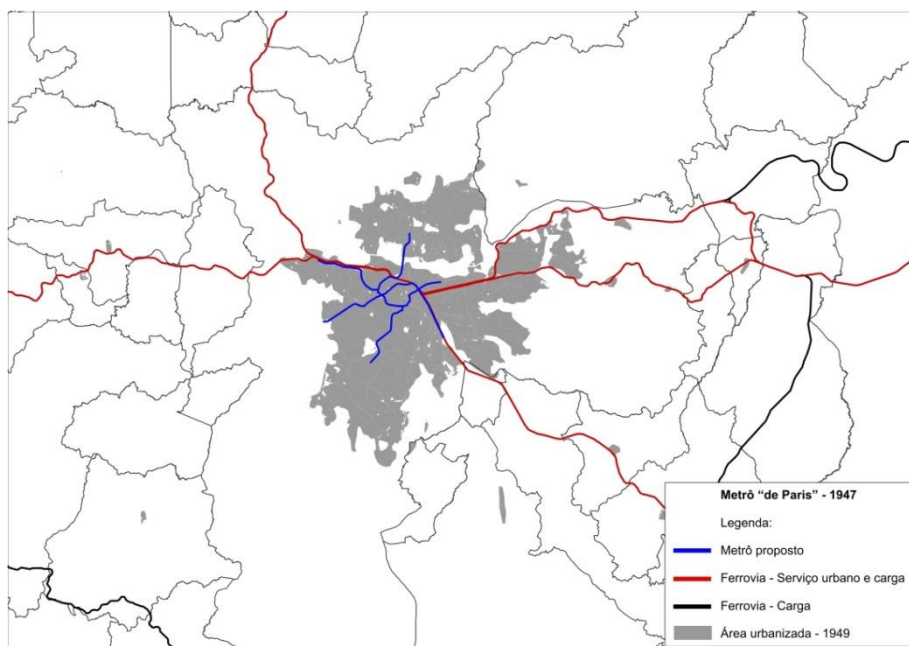 Metrô “de Paris” - 1947
Legenda:
Metrô proposto
Ferrovia - Serviço urbano e carga
Ferrovia - Carga
Área urbanizada - 1949